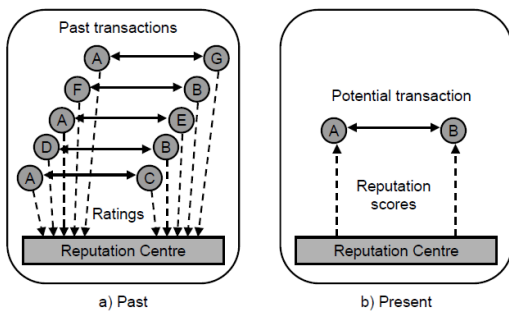 Past transactions
A G
F B
A E
D B
A C
Ratings
Reputation Centre
a) Past
Potential transaction
A B
Reputation
scores
Reputation Centre
b) Present